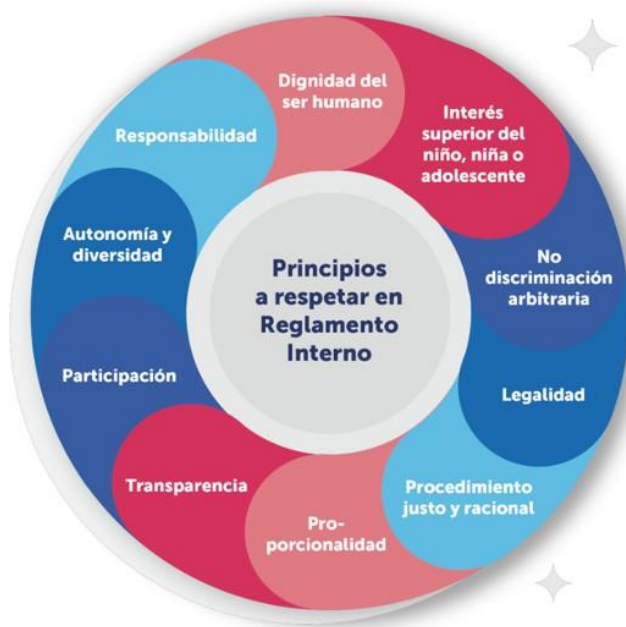 Principios
a respetar en
Reglamento
Interno
Dignidad del
ser humano
Interés
superior del
niño, niña o
adolescente
No
discriminación
arbitraria
Legalidad
Procedimiento
justo y racional
Pro-
porcionalidad
Transparencia
Participación
Autonomía y
diversidad
Responsabilidad